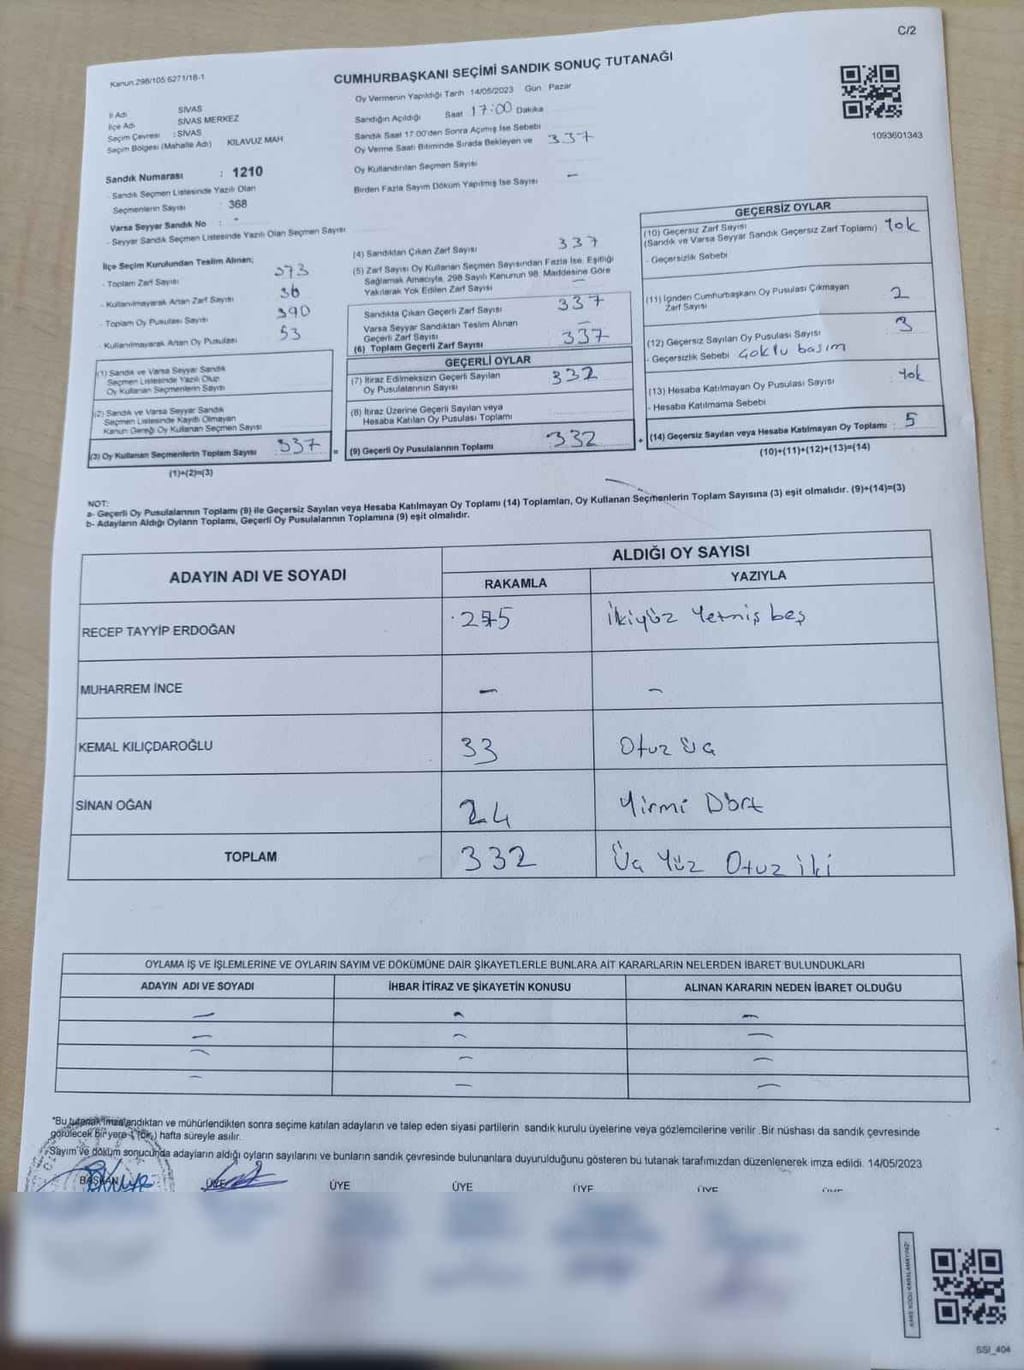 C/2
Kanun 298/105 6271/18-1
CUMHURBAŞKANI SEÇİMİ SANDIK SONUÇ TUTANAĞI
İl Adı SİVAS
İlçe Adı SİVAS MERKEZ
Seçim Çevresi : SİVAS
Seçim Bölgesi (Mahalle Adı) KILAVUZ MAH
Oy Vermenin Yapıldığı Tarih 14/05/2023 Gün Pazar
Sandığın Açıldığı Saat 17:00 Dakika
Sandık Saat 17:00'den Sonra Açılmış İse Sebebi
Oy Verme Saati Bitiminde Sırada Bekleyen ve 337
Oy Kullandırılan Seçmen Sayısı
Birden Fazla Sayım Döküm Yapılmış İse Sayısı —
1093601343
Sandık Numarası : 1210
- Sandık Seçmen Listesinde Yazılı Olan
Seçmenlerin Sayısı : 368
Varsa Seyyar Sandık No : -
- Seyyar Sandık Seçmen Listesinde Yazılı Olan Seçmen Sayısı
İlçe Seçim Kurulundan Teslim Alınan;
- Toplam Zarf Sayısı 373
- Kullanılmayarak Artan Zarf Sayısı 36
- Toplam Oy Pusulası Sayısı 390
- Kullanılmayarak Artan Oy Pusulası 53
(1) Sandık ve Varsa Seyyar Sandık
Seçmen Listesinde Yazılı Olup
Oy Kullanan Seçmenlerin Sayısı
(2) Sandık ve Varsa Seyyar Sandık
Seçmen Listesinde Kayıtlı Olmayan
Kanun Gereği Oy Kullanan Seçmen Sayısı
(3) Oy Kullanan Seçmenlerin Toplam Sayısı 337
(1)+(2)=(3)
(4) Sandıktan Çıkan Zarf Sayısı 337
(5) Zarf Sayısı Oy Kullanan Seçmen Sayısından Fazla İse, Eşitliği
Sağlamak Amacıyla, 298 Sayılı Kanunun 98. Maddesine Göre
Yakılarak Yok Edilen Zarf Sayısı —
Sandıkta Çıkan Geçerli Zarf Sayısı 337
Varsa Seyyar Sandıktan Teslim Alınan
Geçerli Zarf Sayısı —
(6) Toplam Geçerli Zarf Sayısı 337
GEÇERLİ OYLAR
(7) İtiraz Edilmeksizin Geçerli Sayılan
Oy Pusulalarının Sayısı 332
(8) İtiraz Üzerine Geçerli Sayılan veya
Hesaba Katılan Oy Pusulası Toplamı
(9) Geçerli Oy Pusulalarının Toplamı 332
GEÇERSİZ OYLAR
(10) Geçersiz Zarf Sayısı
(Sandık ve Varsa Seyyar Sandık Geçersiz Zarf Toplamı) Yok
- Geçersizlik Sebebi
(11) İçinden Cumhurbaşkanı Oy Pusulası Çıkmayan
Zarf Sayısı 2
(12) Geçersiz Sayılan Oy Pusulası Sayısı 3
- Geçersizlik Sebebi Çoklu basım
(13) Hesaba Katılmayan Oy Pusulası Sayısı Yok
- Hesaba Katılmama Sebebi
(14) Geçersiz Sayılan veya Hesaba Katılmayan Oy Toplamı : 5
(10)+(11)+(12)+(13)=(14)
NOT:
a- Geçerli Oy Pusulalarının Toplamı (9) ile Geçersiz Sayılan veya Hesaba Katılmayan Oy Toplamı (14) Toplamları, Oy Kullanan Seçmenlerin Toplam Sayısına (3) eşit olmalıdır. (9)+(14)=(3)
b- Adayların Aldığı Oyların Toplamı, Geçerli Oy Pusulalarının Toplamına (9) eşit olmalıdır.
ADAYIN ADI VE SOYADI
ALDIĞI OY SAYISI
RAKAMLA YAZIYLA
RECEP TAYYİP ERDOĞAN 275 İkiyüz Yetmiş beş
MUHARREM İNCE — —
KEMAL KILIÇDAROĞLU 33 Otuz Üç
SİNAN OĞAN 24 Yirmi Dört
TOPLAM 332 Üç Yüz Otuz iki
OYLAMA İŞ VE İŞLEMLERİNE VE OYLARIN SAYIM VE DÖKÜMÜNE DAİR ŞİKAYETLERLE BUNLARA AİT KARARLARIN NELERDEN İBARET BULUNDUKLARI
ADAYIN ADI VE SOYADI İHBAR İTİRAZ VE ŞİKAYETİN KONUSU ALINAN KARARIN NEDEN İBARET OLDUĞU
— — —
— — —
— — —
— — —
*Bu tutanak imzalandıktan ve mühürlendikten sonra seçime katılan adayların ve talep eden siyasi partilerin sandık kurulu üyelerine veya gözlemcilerine verilir. Bir nüshası da sandık çevresinde
görülecek bir yere 1 (bir) hafta süreyle asılır.
Sayım ve döküm sonucunda adayların aldığı oyların sayılarını ve bunların sandık çevresinde bulunanlara duyurulduğunu gösteren bu tutanak tarafımızdan düzenlenerek imza edildi. 14/05/2023
BAŞKAN ÜYE ÜYE ÜYE ÜYE ÜYE
SSI_404